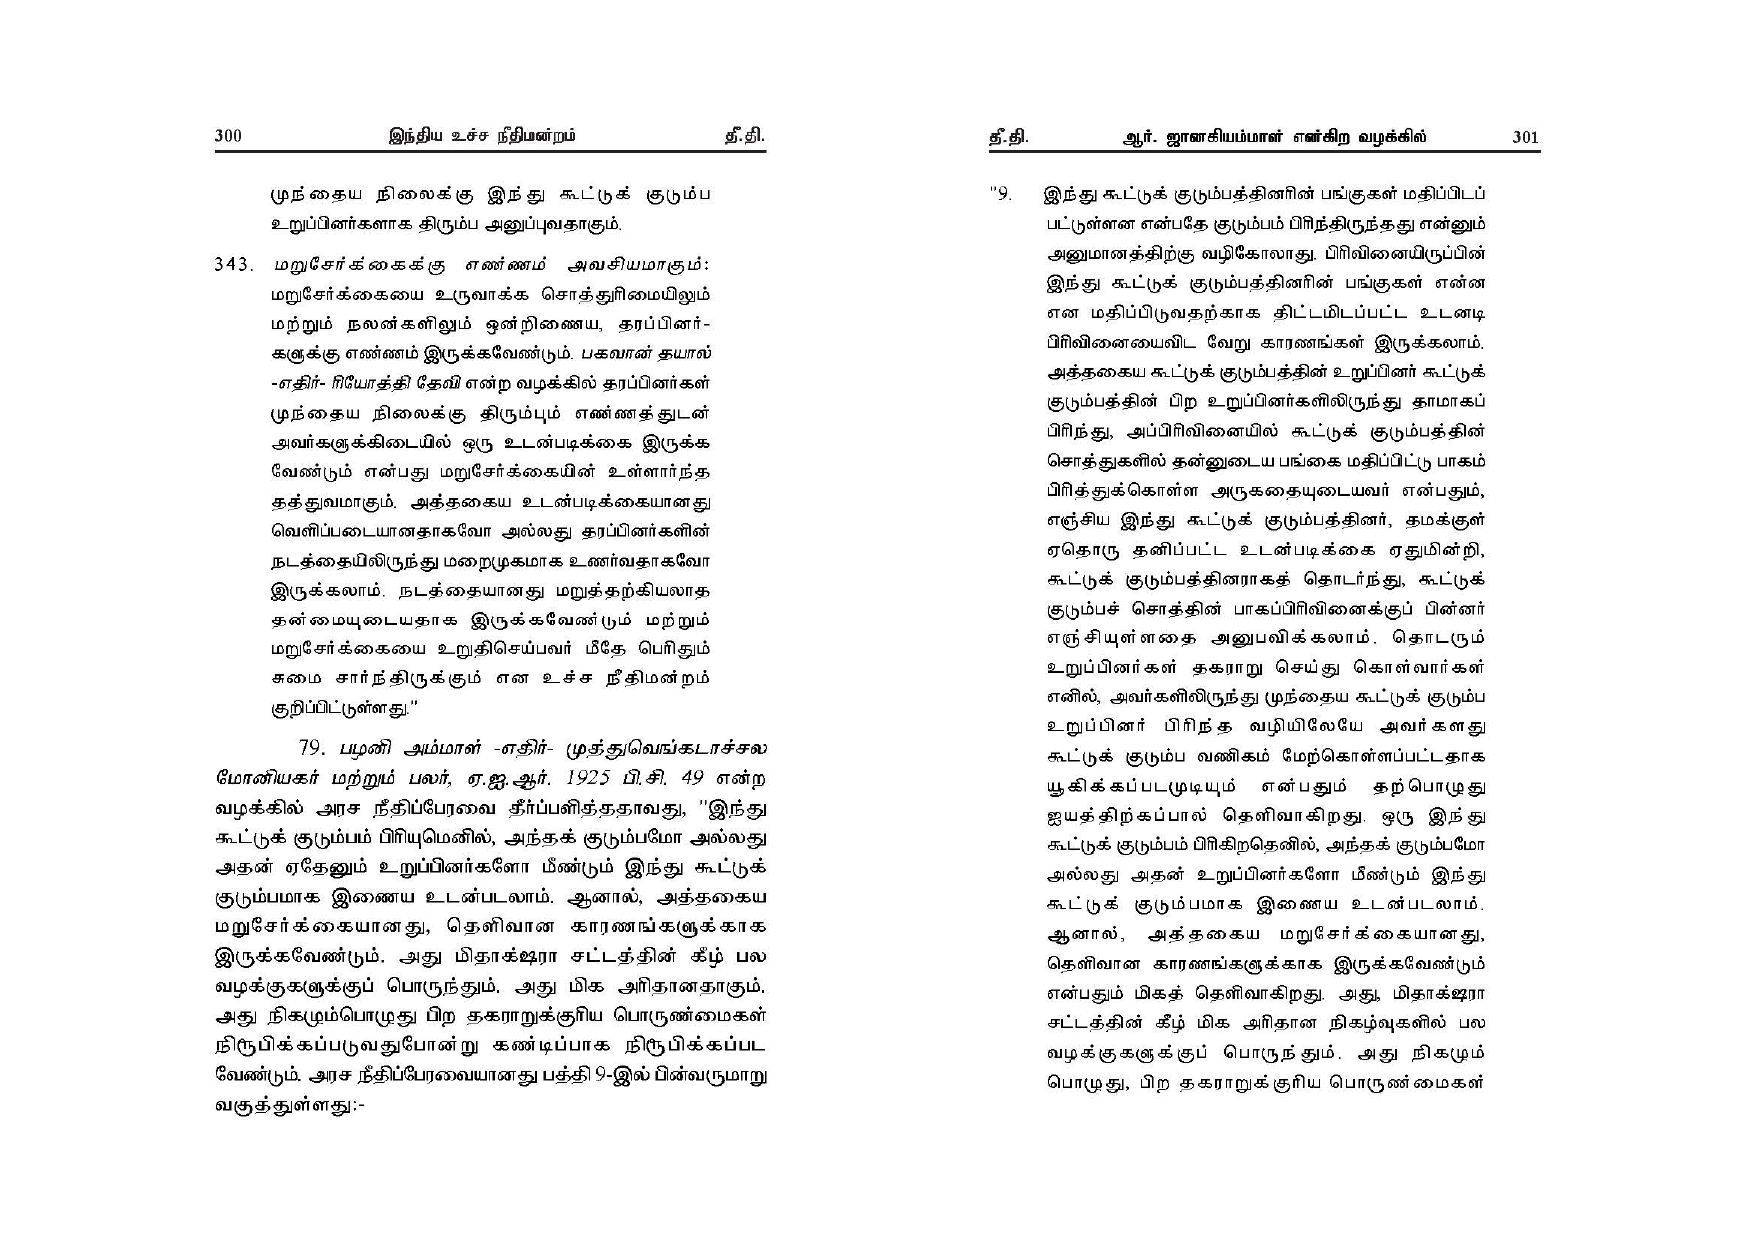 300 இந்திய உச்ச நீதிமன்றம் தீ.தி.
முந்தைய நிலைக்கு இந்து கூட்டுக் குடும்ப
உறுப்பினர்களாக திரும்ப அனுப்புவதாகும்.
343. மறுசேர்க்கைக்கு எண்ணம் அவசியமாகும்:
மறுசேர்க்கையை உருவாக்க சொத்துரிமையிலும்
மற்றும் நலன்களிலும் ஒன்றிணைய, தரப்பினர்-
களுக்கு எண்ணம் இருக்கவேண்டும். பகவான் தயால்
-எதிர்- ரியோத்தி தேவி என்ற வழக்கில் தரப்பினர்கள்
முந்தைய நிலைக்கு திரும்பும் எண்ணத்துடன்
அவர்களுக்கிடையில் ஒரு உடன்படிக்கை இருக்க
வேண்டும் என்பது மறுசேர்க்கையின் உள்ளார்ந்த
தத்துவமாகும். அத்தகைய உடன்படிக்கையானது
வெளிப்படையானதாகவோ அல்லது தரப்பினர்களின்
நடத்தையிலிருந்து மறைமுகமாக உணர்வதாகவோ
இருக்கலாம். நடத்தையானது மறுத்தற்கியலாத
தன்மையுடையதாக இருக்கவேண்டும் மற்றும்
மறுசேர்க்கையை உறுதிசெய்பவர் மீதே பெரிதும்
சுமை சார்ந்திருக்கும் என உச்ச நீதிமன்றம்
குறிப்பிட்டுள்ளது."
79. பழனி அம்மாள் -எதிர்- முத்துவெங்கடாச்சல
மோனியகர் மற்றும் பலர், ஏ.ஐ.ஆர். 1925 பி.சி. 49 என்ற
வழக்கில் அரச நீதிப்பேரவை தீர்ப்பளித்ததாவது, "இந்து
கூட்டுக் குடும்பம் பிரியுமெனில், அந்தக் குடும்பமோ அல்லது
அதன் ஏதேனும் உறுப்பினர்களோ மீண்டும் இந்து கூட்டுக்
குடும்பமாக இணைய உடன்படலாம். ஆனால், அத்தகைய
மறுசேர்க்கையானது, தெளிவான காரணங்களுக்காக
இருக்கவேண்டும். அது மிதாக்ஷரா சட்டத்தின் கீழ் பல
வழக்குகளுக்குப் பொருந்தும். அது மிக அரிதானதாகும்.
அது நிகழும்பொழுது பிற தகராறுக்குரிய பொருண்மைகள்
நிரூபிக்கப்படுவதுபோன்று கண்டிப்பாக நிரூபிக்கப்பட
வேண்டும். அரச நீதிப்பேரவையானது பத்தி 9-இல் பின்வருமாறு
வகுத்துள்ளது:-
தீ.தி. ஆர். ஜானகியம்மாள் என்கிற வழக்கில் 301
"9. இந்து கூட்டுக் குடும்பத்தினரின் பங்குகள் மதிப்பிடப்
பட்டுள்ளன என்பதே குடும்பம் பிரிந்திருந்தது என்னும்
அனுமானத்திற்கு வழிகோலாது. பிரிவினையிருப்பின்
இந்து கூட்டுக் குடும்பத்தினரின் பங்குகள் என்ன
என மதிப்பிடுவதற்காக திட்டமிடப்பட்ட உடனடி
பிரிவினையைவிட வேறு காரணங்கள் இருக்கலாம்.
அத்தகைய கூட்டுக் குடும்பத்தின் உறுப்பினர் கூட்டுக்
குடும்பத்தின் பிற உறுப்பினர்களிலிருந்து தாமாகப்
பிரிந்து, அப்பிரிவினையில் கூட்டுக் குடும்பத்தின்
சொத்துகளில் தன்னுடைய பங்கை மதிப்பிட்டு பாகம்
பிரித்துக்கொள்ள அருகதையுடையவர் என்பதும்,
எஞ்சிய இந்து கூட்டுக் குடும்பத்தினர், தமக்குள்
ஏதொரு தனிப்பட்ட உடன்படிக்கை ஏதுமின்றி,
கூட்டுக் குடும்பத்தினராகத் தொடர்ந்து, கூட்டுக்
குடும்பச் சொத்தின் பாகப்பிரிவினைக்குப் பின்னர்
எஞ்சியுள்ளதை அனுபவிக்கலாம். தொடரும்
உறுப்பினர்கள் தகராறு செய்து கொள்வார்கள்
எனில், அவர்களிலிருந்து முந்தைய கூட்டுக் குடும்ப
உறுப்பினர் பிரிந்த வழியிலேயே அவர்களது
கூட்டுக் குடும்ப வணிகம் மேற்கொள்ளப்பட்டதாக
யூகிக்கப்படமுடியும் என்பதும் தற்பொழுது
ஐயத்திற்கப்பால் தெளிவாகிறது. ஒரு இந்து
கூட்டுக் குடும்பம் பிரிகிறதெனில், அந்தக் குடும்பமோ
அல்லது அதன் உறுப்பினர்களோ மீண்டும் இந்து
கூட்டுக் குடும்பமாக இணைய உடன்படலாம்.
ஆனால், அத்தகைய மறுசேர்க்கையானது,
தெளிவான காரணங்களுக்காக இருக்கவேண்டும்
என்பதும் மிகத் தெளிவாகிறது. அது, மிதாக்ஷரா
சட்டத்தின் கீழ் மிக அரிதான நிகழ்வுகளில் பல
வழக்குகளுக்குப் பொருந்தும். அது நிகழும்
பொழுது, பிற தகராறுக்குரிய பொருண்மைகள்